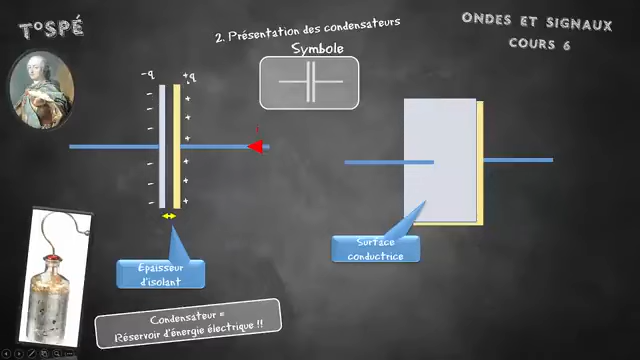 T°SPÉ
2. Présentation des condensateurs
ONDES ET SIGNAUX
COURS 6
Symbole
-q +q
Surface
conductrice
Epaisseur
d'isolant
Condensateur =
Réservoir d'énergie électrique !!